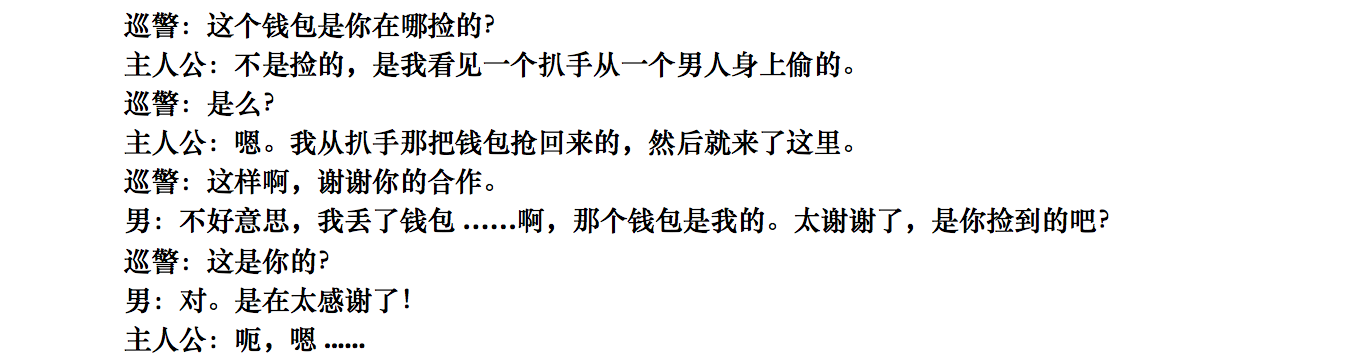 巡警：这个钱包是你在哪捡的?
主人公：不是捡的，是我看见一个扒手从一个男人身上偷的。
巡警：是么?
主人公：嗯。我从扒手那把钱包抢回来的，然后就来了这里。
巡警：这样啊，谢谢你的合作。
男：不好意思，我丢了钱包 ......啊，那个钱包是我的。太谢谢了，是你捡到的吧?
巡警：这是你的?
男：对。是在太感谢了!
主人公：呃，嗯 ......